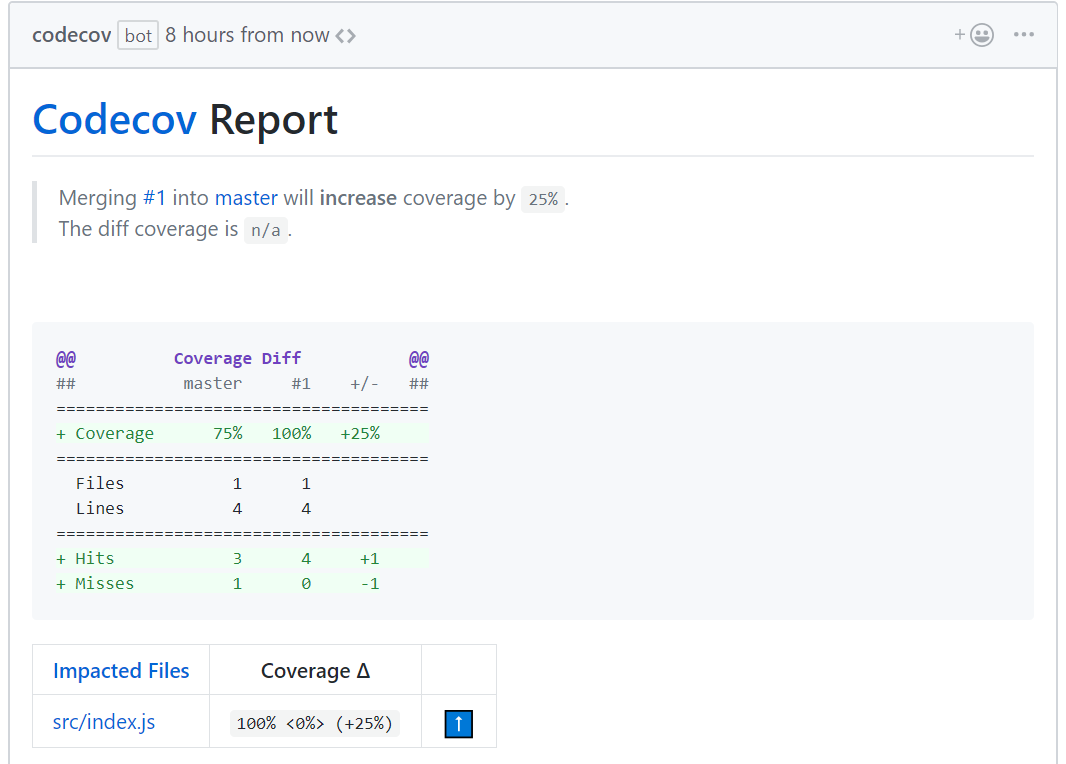 codecov bot 8 hours from now <>
+
Codecov Report
Merging #1 into master will increase coverage by 25%.
The diff coverage is n/a.
@@            Coverage Diff           @@
##           master     #1    +/-   ##
======================================
+ Coverage      75%   100%   +25%
======================================
  Files           1      1
  Lines           4      4
======================================
+ Hits            3      4     +1
+ Misses          1      0     -1
Impacted Files Coverage Δ
src/index.js 100% <0%> (+25%) ↑